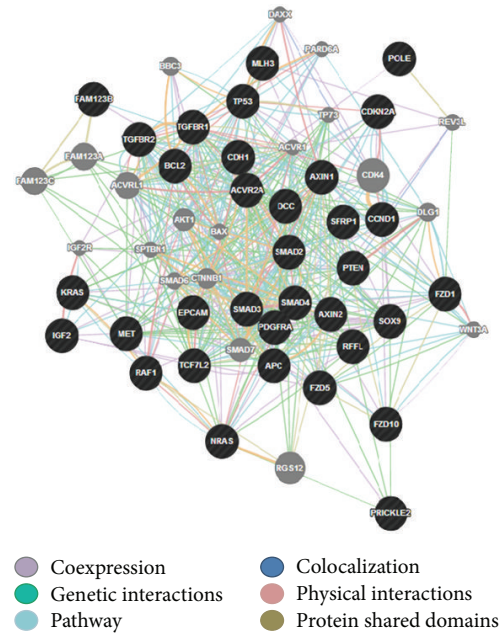 DAXX
PARD6A
BBC3
MLH3
POLE
FAM123B
TP53
CDKN2A
TP73
REV3L
TGFBR2
TGFBR1
ACVR1
FAM123A
BCL2
CDH1
AXIN1
CDK4
FAM123C
ACVRL1
ACVR2A
DCC
AKT1
BAX
SFRP1
CCND1
DLG1
IGF2R
SPTBN1
SMAD2
SMAD6
CTNNB1
PTEN
KRAS
FZD1
EPCAM
SMAD3
SMAD4
AXIN2
SOX9
WNT3A
IGF2
MET
PDGFRA
SMAD7
RFFL
RAF1
TCF7L2
APC
FZD5
NRAS
FZD10
RGS12
PRICKLE2
Coexpression
Colocalization
Genetic interactions
Physical interactions
Pathway
Protein shared domains